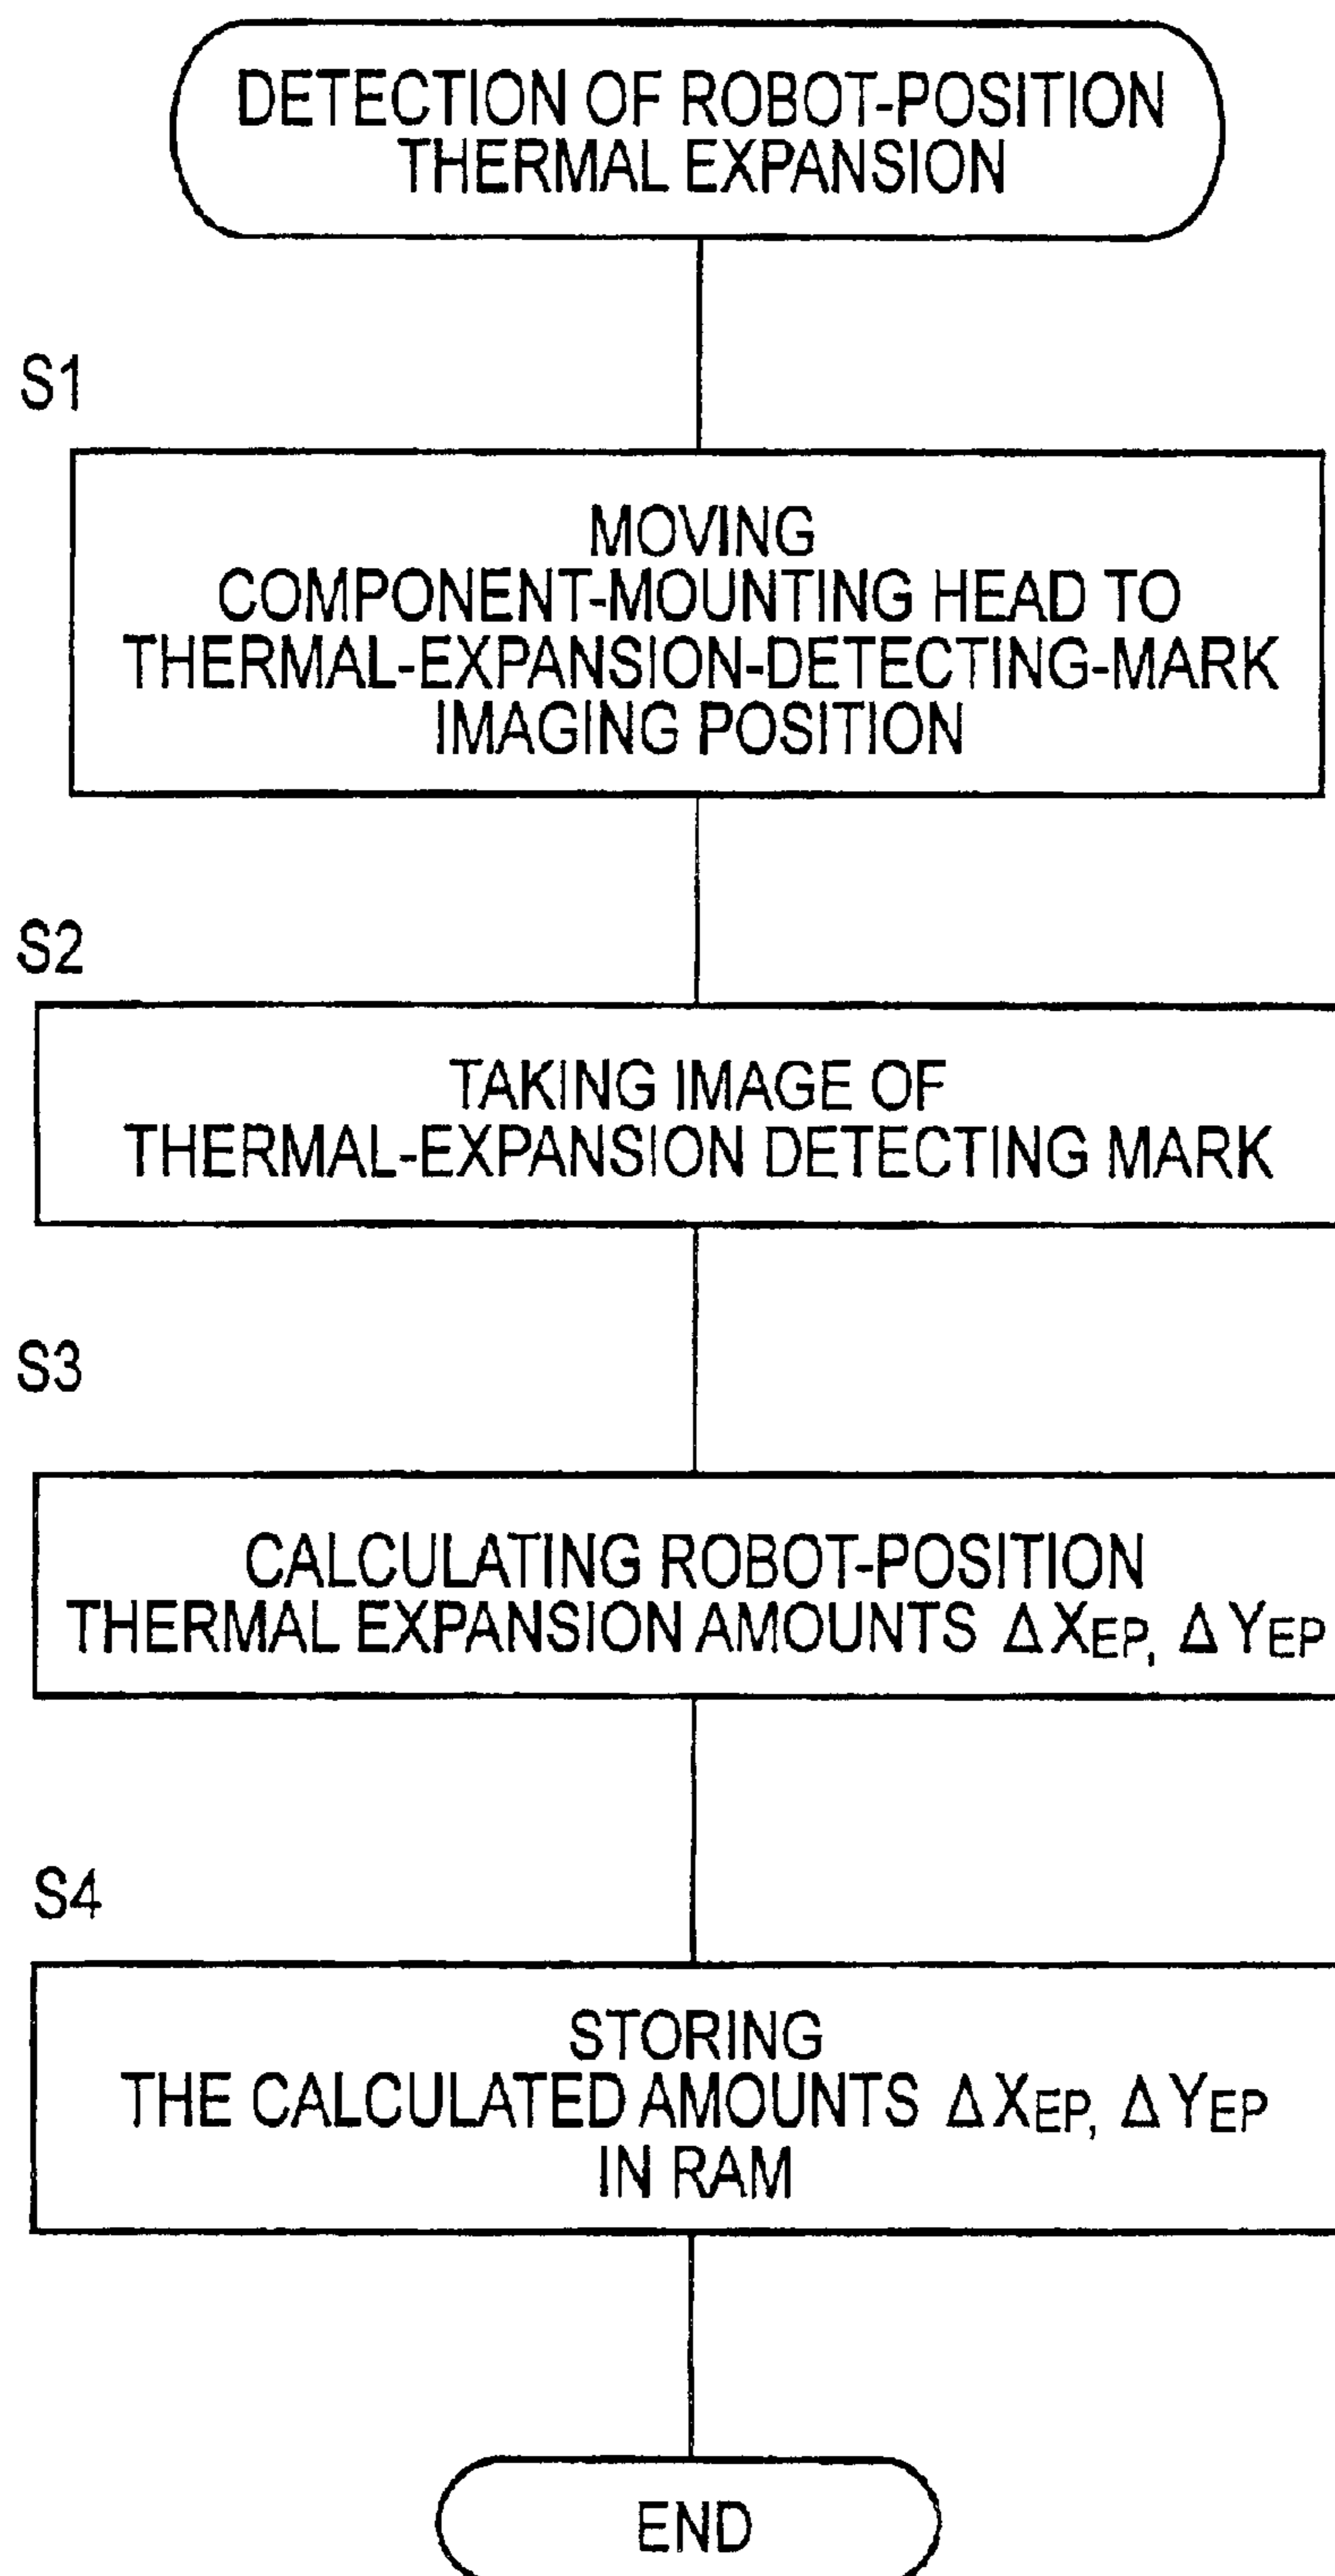 DETECTION OF ROBOT-POSITION
THERMAL EXPANSION
S1
MOVING
COMPONENT-MOUNTING HEAD TO
THERMAL-EXPANSION-DETECTING-MARK
IMAGING POSITION
S2
TAKING IMAGE OF
THERMAL-EXPANSION DETECTING MARK
S3
CALCULATING ROBOT-POSITION
THERMAL EXPANSION AMOUNTS ΔXEP, ΔYEP
S4
STORING
THE CALCULATED AMOUNTS ΔXEP, ΔYEP
IN RAM
END